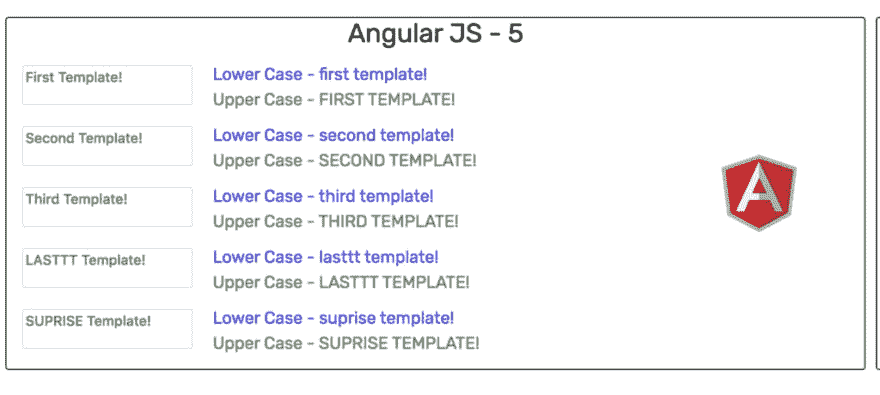 Angular JS - 5
First Template!
Lower Case - first template!
Upper Case - FIRST TEMPLATE!
Second Template!
Lower Case - second template!
Upper Case - SECOND TEMPLATE!
Third Template!
Lower Case - third template!
Upper Case - THIRD TEMPLATE!
LASTTT Template!
Lower Case - lasttt template!
Upper Case - LASTTT TEMPLATE!
SUPRISE Template!
Lower Case - suprise template!
Upper Case - SUPRISE TEMPLATE!
A